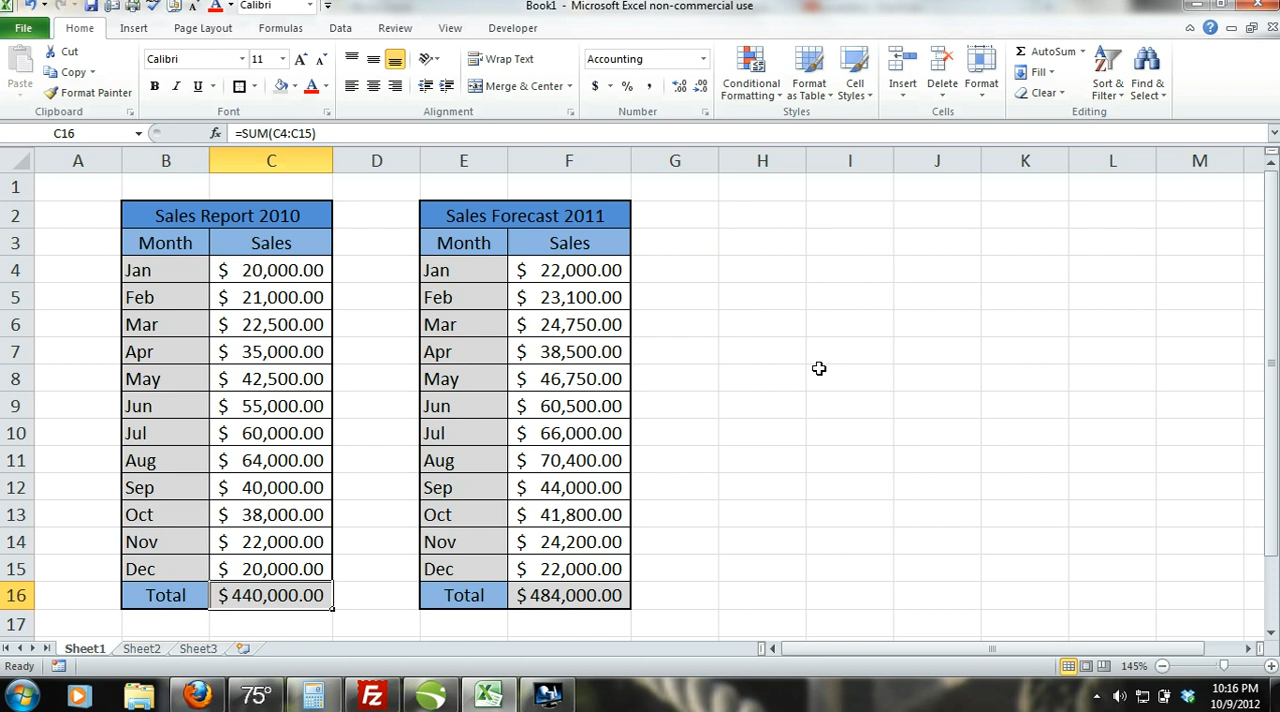 Calibri
Book1 - Microsoft Excel non-commercial use
File Home Insert Page Layout Formulas Data Review View Developer
Paste
Cut
Copy
Format Painter
Clipboard
Calibri 11
B I U A
Font
Wrap Text
Merge & Center
Alignment
Accounting
$ % ,
Number
Conditional Formatting
Format as Table
Cell Styles
Styles
Insert Delete Format
Cells
Σ AutoSum
Fill
Clear
Sort & Filter
Find & Select
Editing
C16 fx =SUM(C4:C15)
A B C D E F G H I J K L M
1
2 Sales Report 2010 Sales Forecast 2011
3 Month Sales Month Sales
4 Jan $ 20,000.00 Jan $ 22,000.00
5 Feb $ 21,000.00 Feb $ 23,100.00
6 Mar $ 22,500.00 Mar $ 24,750.00
7 Apr $ 35,000.00 Apr $ 38,500.00
8 May $ 42,500.00 May $ 46,750.00
9 Jun $ 55,000.00 Jun $ 60,500.00
10 Jul $ 60,000.00 Jul $ 66,000.00
11 Aug $ 64,000.00 Aug $ 70,400.00
12 Sep $ 40,000.00 Sep $ 44,000.00
13 Oct $ 38,000.00 Oct $ 41,800.00
14 Nov $ 22,000.00 Nov $ 24,200.00
15 Dec $ 20,000.00 Dec $ 22,000.00
16 Total $ 440,000.00 Total $ 484,000.00
17
Sheet1 Sheet2 Sheet3
Ready 145%
75° Fz 10:16 PM
10/9/2012